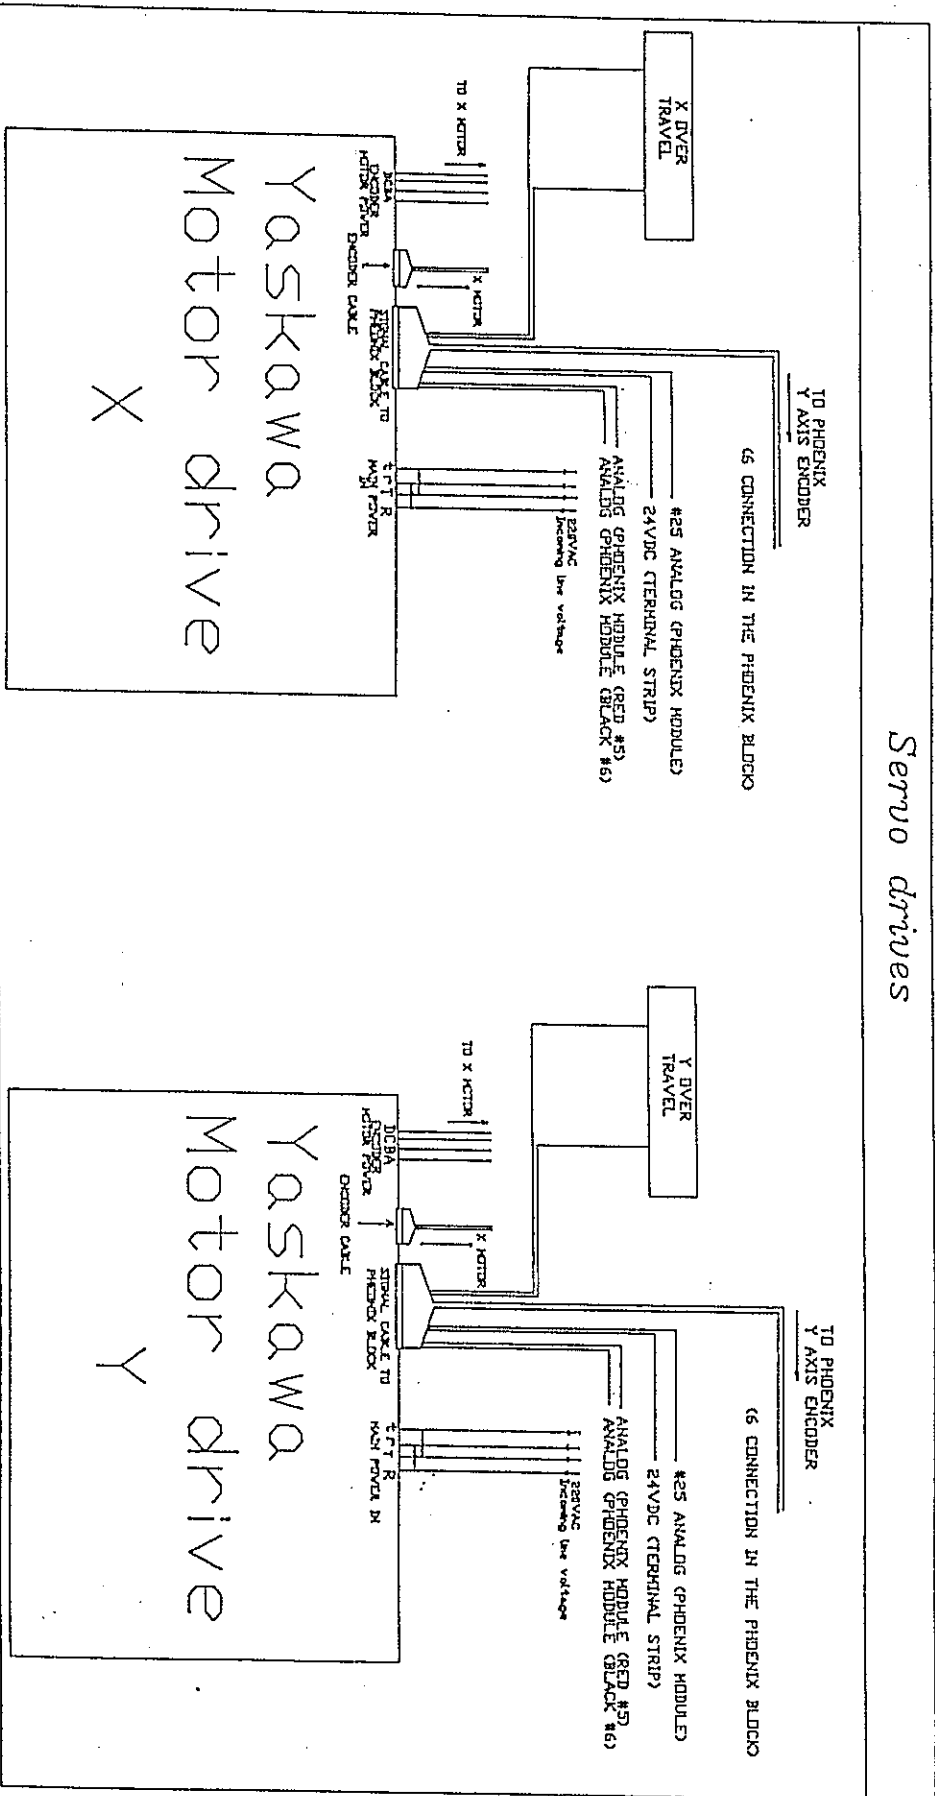 Servo drives
X OVER
TRAVEL
TO X MOTOR
DCBA
ENCODER
MOTOR POWER
ENCODER CABLE
X MOTOR
SIGNAL CABLE TO
PHEONIX BLOCK
TO PHOENIX
Y AXIS ENCODER
(6 CONNECTION IN THE PHOENIX BLOCK)
#25 ANALOG (PHOENIX MODULE)
24VDC (TERMINAL STRIP)
ANALOG (PHOENIX MODULE (RED #5)
ANALOG (PHOENIX MODULE (BLACK #6)
220VAC
Incoming line voltage
t r T R
MAIN POWER
IN
Yaskawa
Motor drive
X
Y OVER
TRAVEL
TO X MOTOR
DCBA
ENCODER
MOTOR POWER
ENCODER CABLE
X MOTOR
SIGNAL CABLE TO
PHEONIX BLOCK
TO PHOENIX
Y AXIS ENCODER
(6 CONNECTION IN THE PHOENIX BLOCK)
#25 ANALOG (PHOENIX MODULE)
24VDC (TERMINAL STRIP)
ANALOG (PHOENIX MODULE (RED #5)
ANALOG (PHOENIX MODULE (BLACK #6)
220VAC
Incoming line voltage
t r T R
MAIN POWER IN
Yaskawa
Motor drive
Y